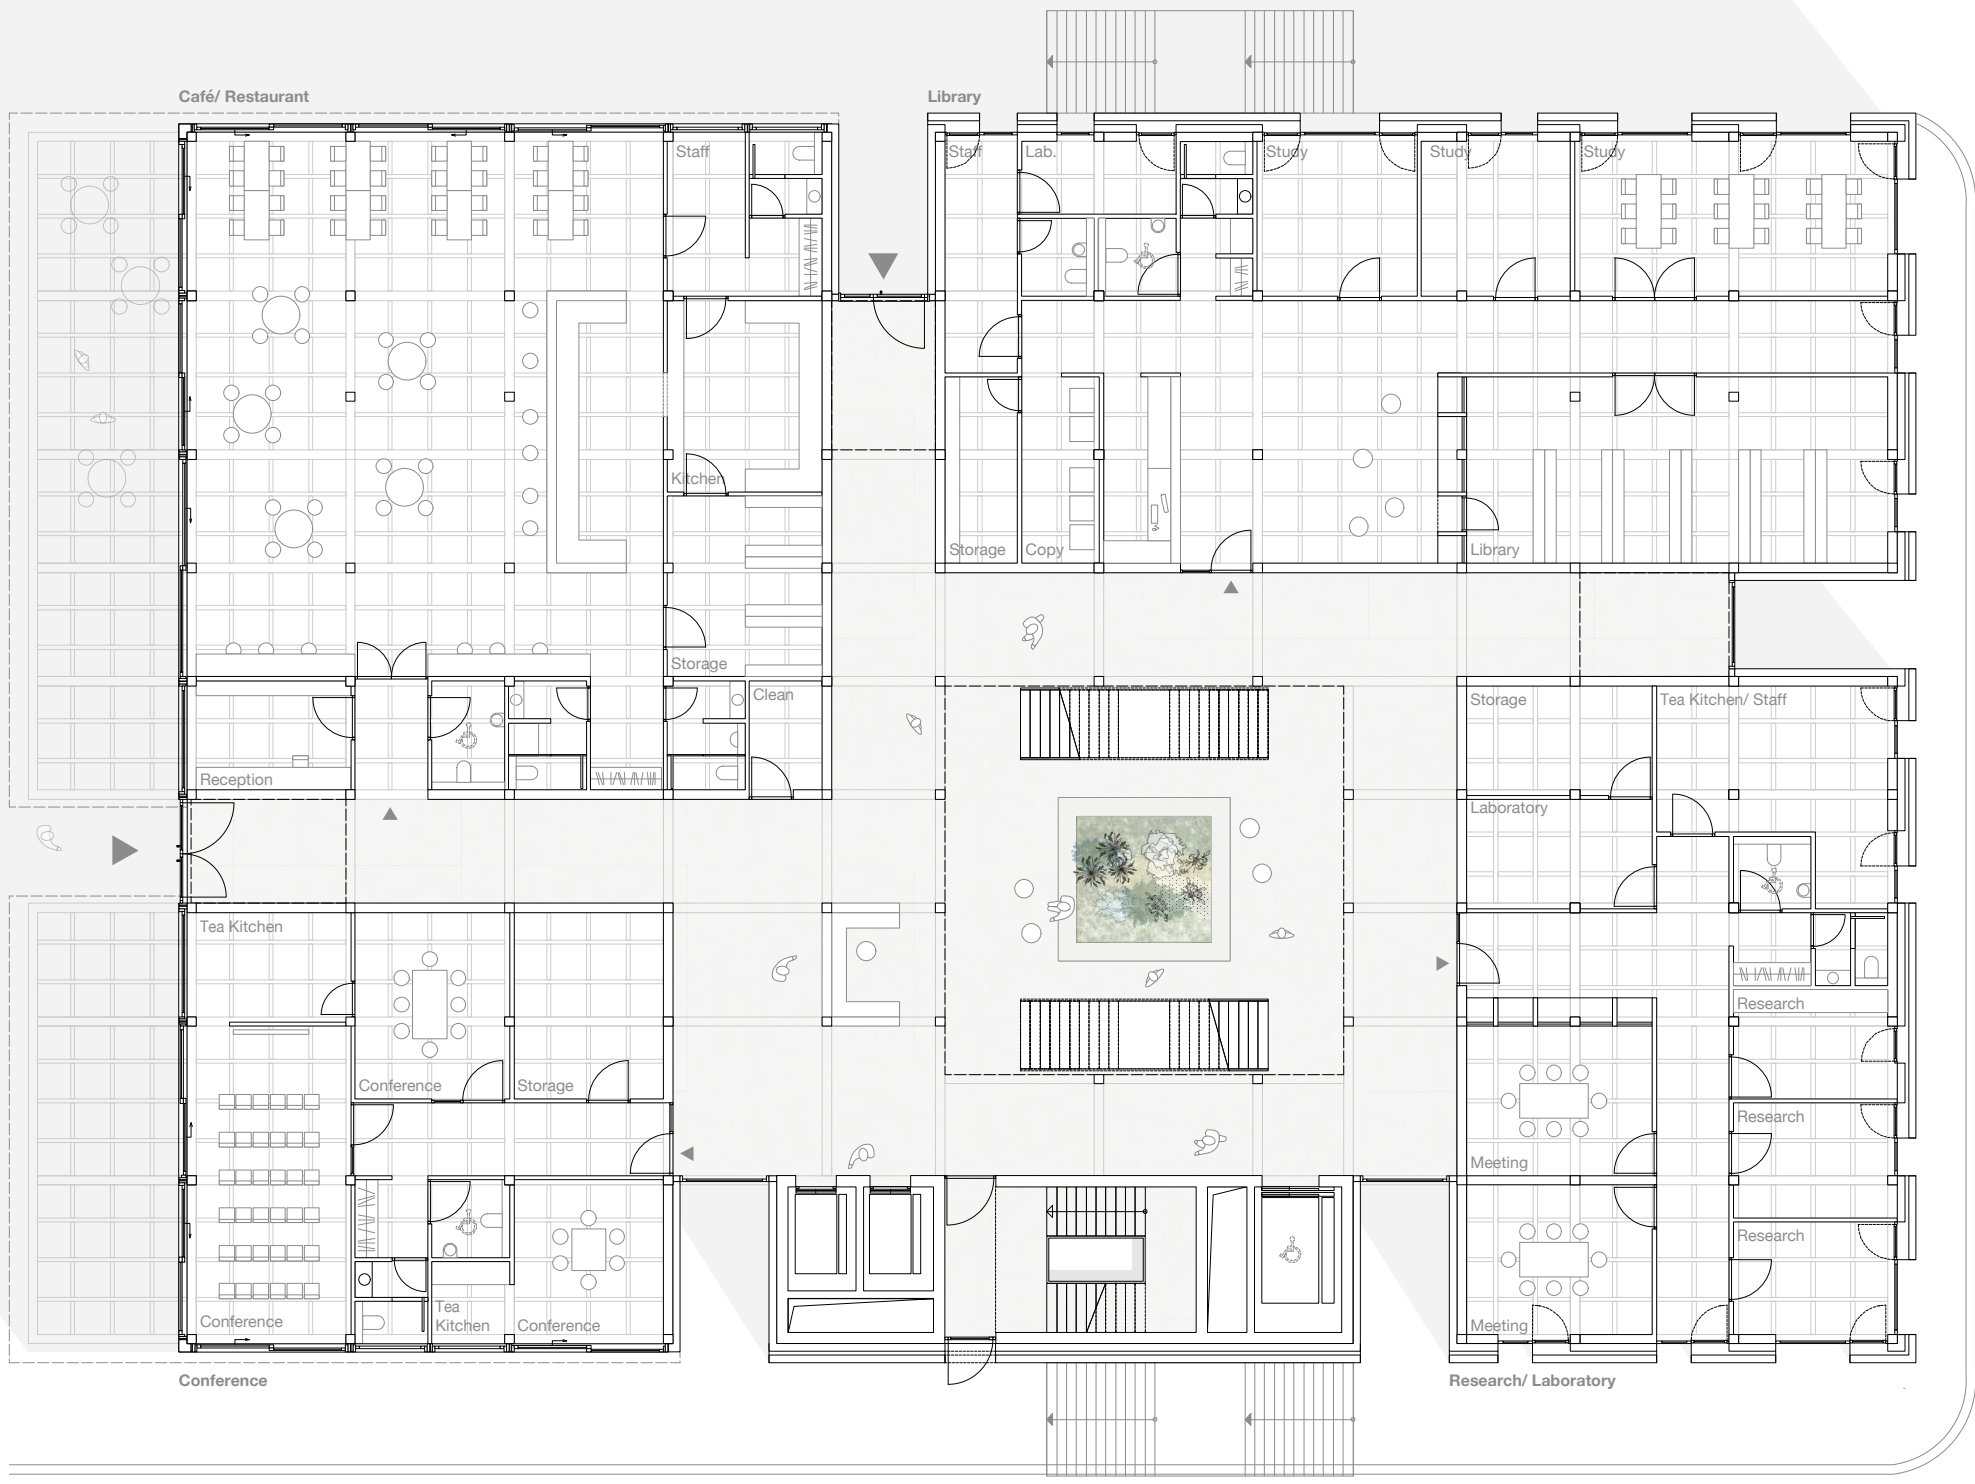 Café/ Restaurant
Library
Staff
Staff
Lab.
Study
Study
Study
Kitchen
Storage
Copy
Library
Storage
Clean
Storage
Tea Kitchen/ Staff
Reception
Laboratory
Tea Kitchen
Research
Conference
Storage
Research
Meeting
Research
Conference
Tea
Kitchen
Conference
Meeting
Conference
Research/ Laboratory